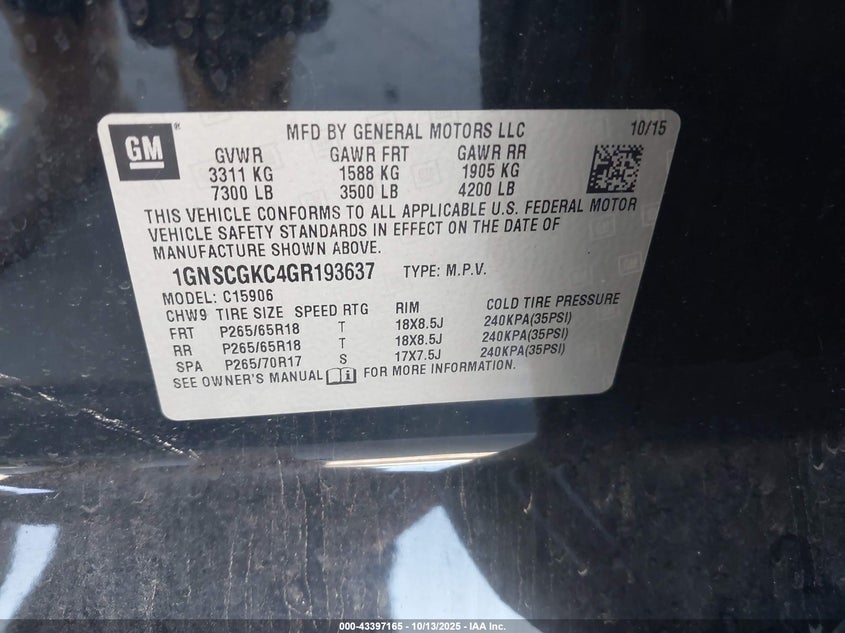 GM
MFD BY GENERAL MOTORS LLC 10/15
GVWR GAWR FRT GAWR RR
3311 KG 1588 KG 1905 KG
7300 LB 3500 LB 4200 LB
THIS VEHICLE CONFORMS TO ALL APPLICABLE U.S. FEDERAL MOTOR
VEHICLE SAFETY STANDARDS IN EFFECT ON THE DATE OF
MANUFACTURE SHOWN ABOVE.
1GNSCGKC4GR193637 TYPE: M.P.V.
MODEL: C15906
CHW9 TIRE SIZE SPEED RTG RIM COLD TIRE PRESSURE
FRT P265/65R18 T 18X8.5J 240KPA(35PSI)
RR P265/65R18 T 18X8.5J 240KPA(35PSI)
SPA P265/70R17 S 17X7.5J 240KPA(35PSI)
SEE OWNER'S MANUAL FOR MORE INFORMATION.
000-43397165 - 10/13/2025 - IAA Inc.